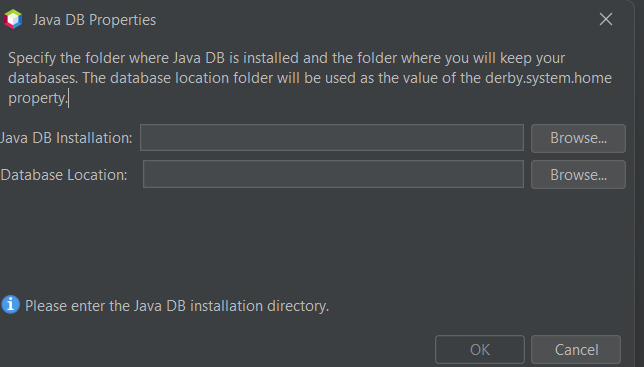 Java DB Properties
Specify the folder where Java DB is installed and the folder where you will keep your
databases. The database location folder will be used as the value of the derby.system.home
property.
Java DB Installation: Browse...
Database Location: Browse...
Please enter the Java DB installation directory.
OK Cancel